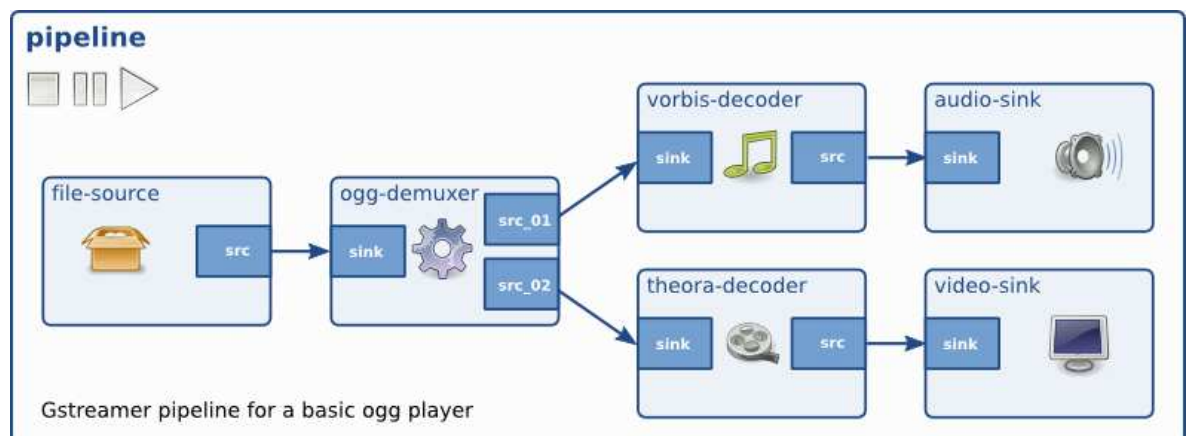 pipeline
file-source
src
ogg-demuxer
sink
src_01
src_02
vorbis-decoder
sink
src
audio-sink
sink
theora-decoder
sink
src
video-sink
sink
Gstreamer pipeline for a basic ogg player